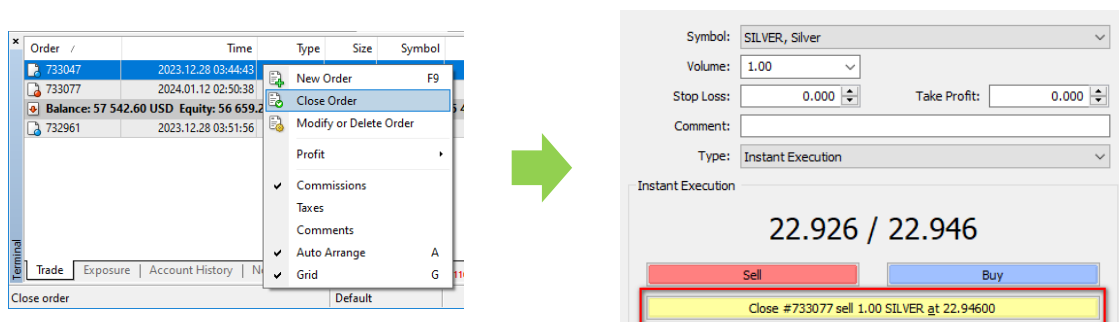 Order / Time Type Size Symbol
733047 2023.12.28 03:44:43
733077 2024.01.12 02:50:38
Balance: 57 542.60 USD Equity: 56 659.2
732961 2023.12.28 03:51:56
New Order F9
Close Order
Modify or Delete Order
Profit
Commissions
Taxes
Comments
Auto Arrange A
Grid G
Terminal
Trade Exposure Account History
Close order Default
Symbol: SILVER, Silver
Volume: 1.00
Stop Loss: 0.000 Take Profit: 0.000
Comment:
Type: Instant Execution
Instant Execution
22.926 / 22.946
Sell Buy
Close #733077 sell 1.00 SILVER at 22.94600